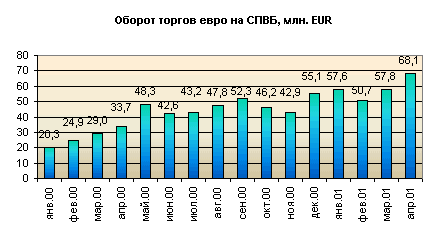 Оборот торгов евро на СПВБ, млн. EUR
80
70
60
50
40
30
20
10
0
20,3
24,9
29,0
33,7
48,3
42,6
43,2
47,8
52,3
46,2
42,9
55,1
57,6
50,7
57,8
68,1
янв.00
фев.00
мар.00
апр.00
май.00
июн.00
июл.00
авг.00
сен.00
окт.00
ноя.00
дек.00
янв.01
фев.01
мар.01
апр.01